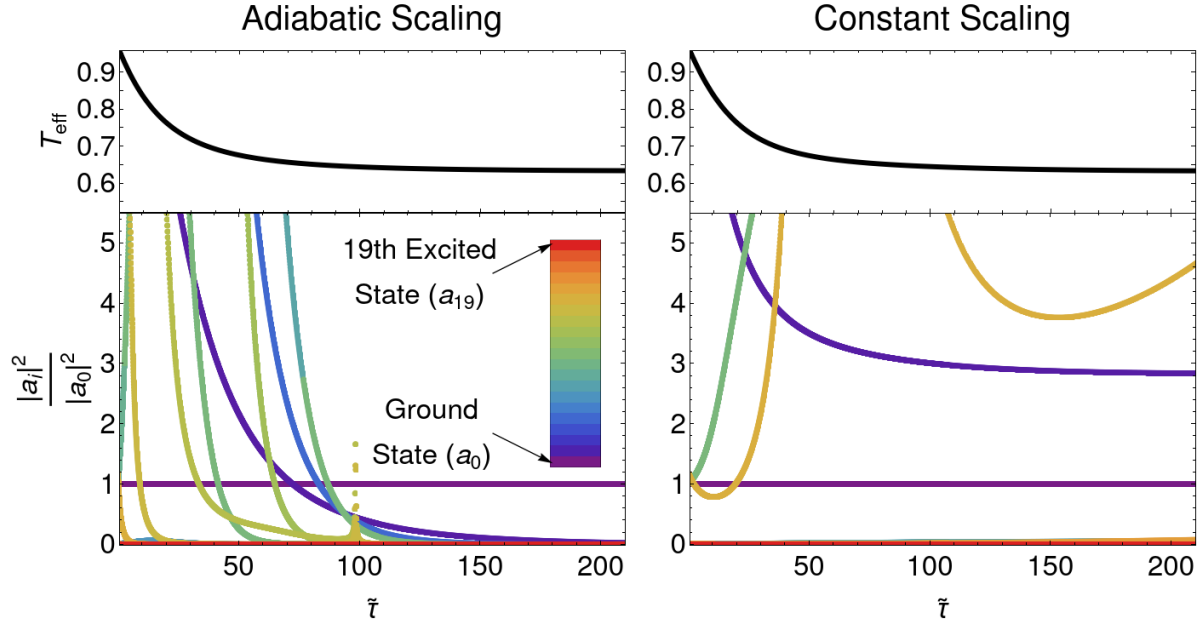 Adiabatic Scaling
Constant Scaling
T_eff
0.9
0.8
0.7
0.6
0.9
0.8
0.7
0.6
|a_i|^2
|a_0|^2
5
4
3
2
1
0
19th Excited
State (a_19)
Ground
State (a_0)
5
4
3
2
1
0
50 100 150 200
50 100 150 200
τ̃
τ̃